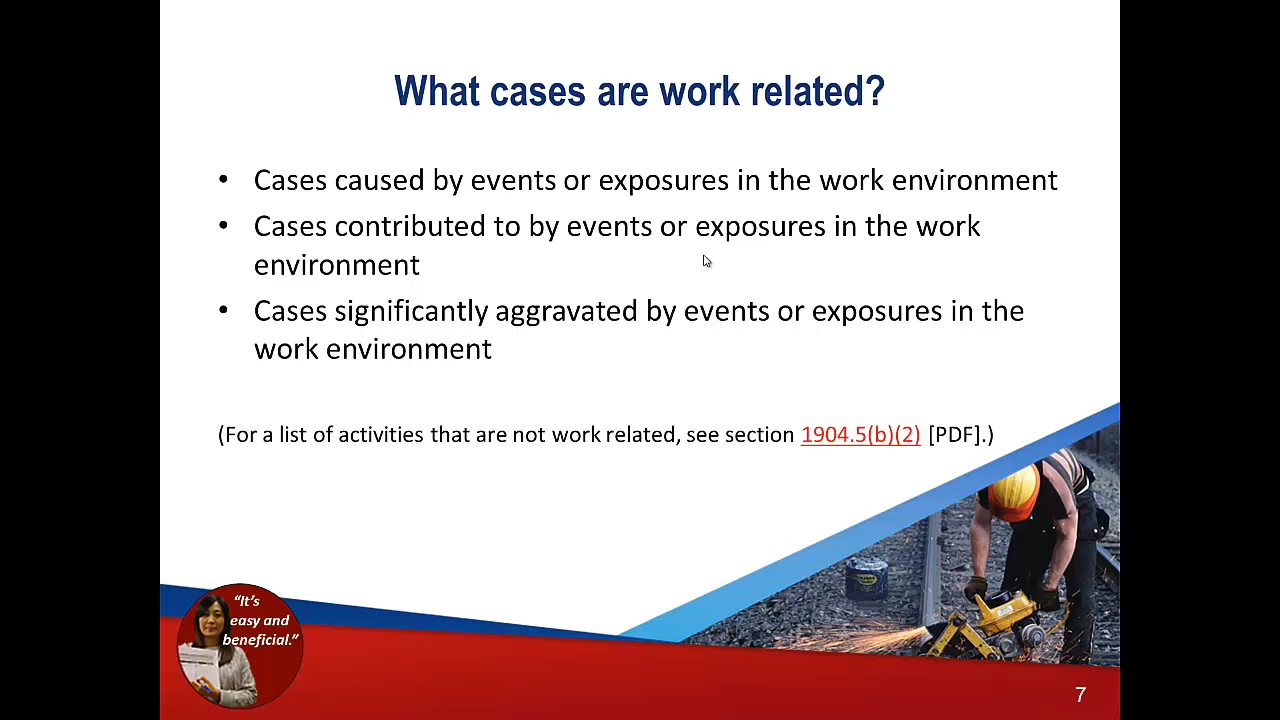 What cases are work related?
• Cases caused by events or exposures in the work environment
• Cases contributed to by events or exposures in the work
environment
• Cases significantly aggravated by events or exposures in the
work environment
(For a list of activities that are not work related, see section 1904.5(b)(2) [PDF].)
“It’s
easy and
beneficial.”
7